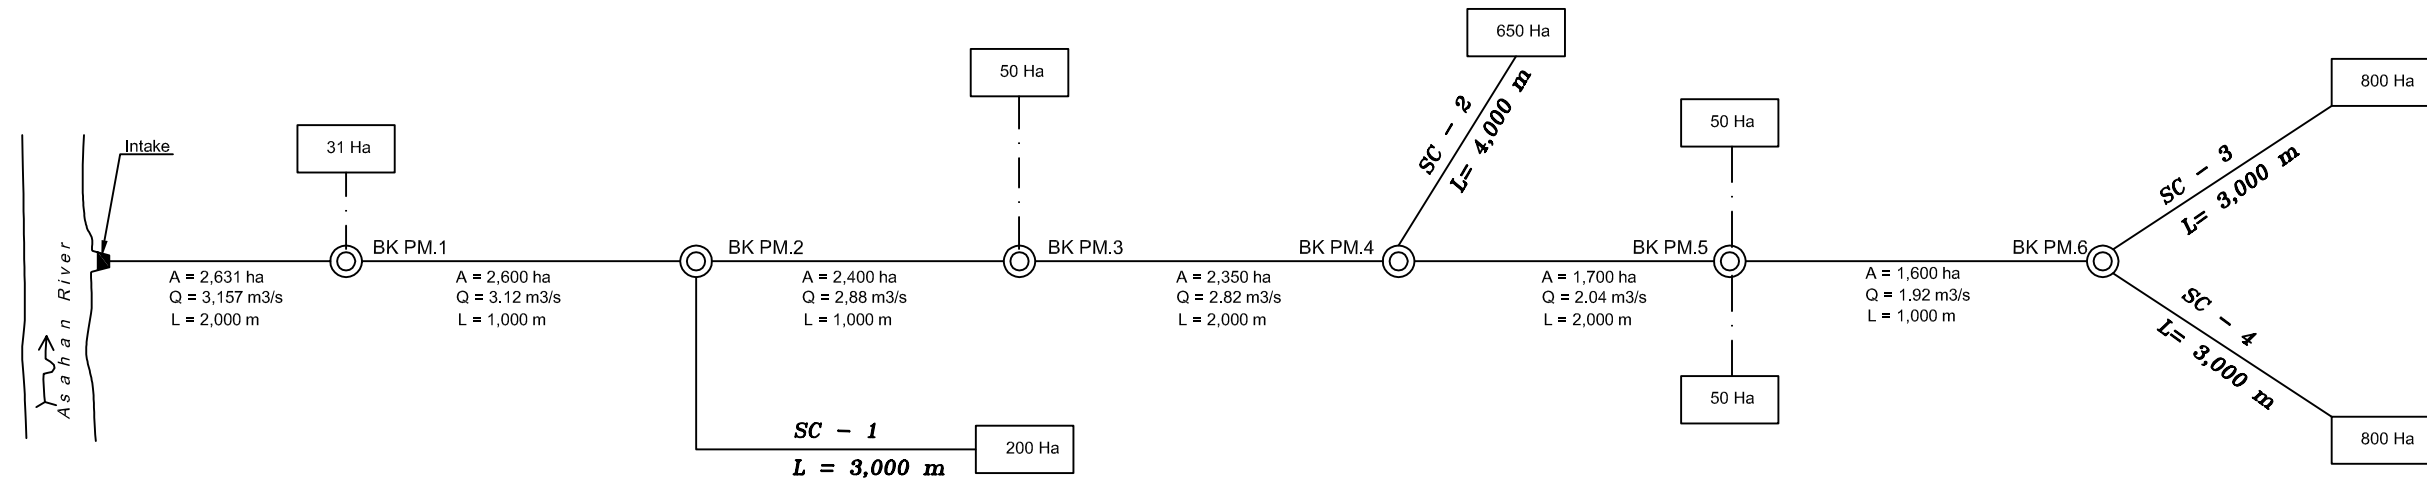 Asahan River
Intake
31 Ha
BK PM.1
A = 2,631 ha
Q = 3,157 m3/s
L = 2,000 m
A = 2,600 ha
Q = 3.12 m3/s
L = 1,000 m
BK PM.2
SC - 1
L = 3,000 m
200 Ha
A = 2,400 ha
Q = 2,88 m3/s
L = 1,000 m
50 Ha
BK PM.3
A = 2,350 ha
Q = 2.82 m3/s
L = 2,000 m
BK PM.4
SC - 2
L= 4,000 m
650 Ha
A = 1,700 ha
Q = 2.04 m3/s
L = 2,000 m
BK PM.5
50 Ha
50 Ha
A = 1,600 ha
Q = 1.92 m3/s
L = 1,000 m
BK PM.6
SC - 3
L= 3,000 m
800 Ha
SC - 4
L= 3,000 m
800 Ha